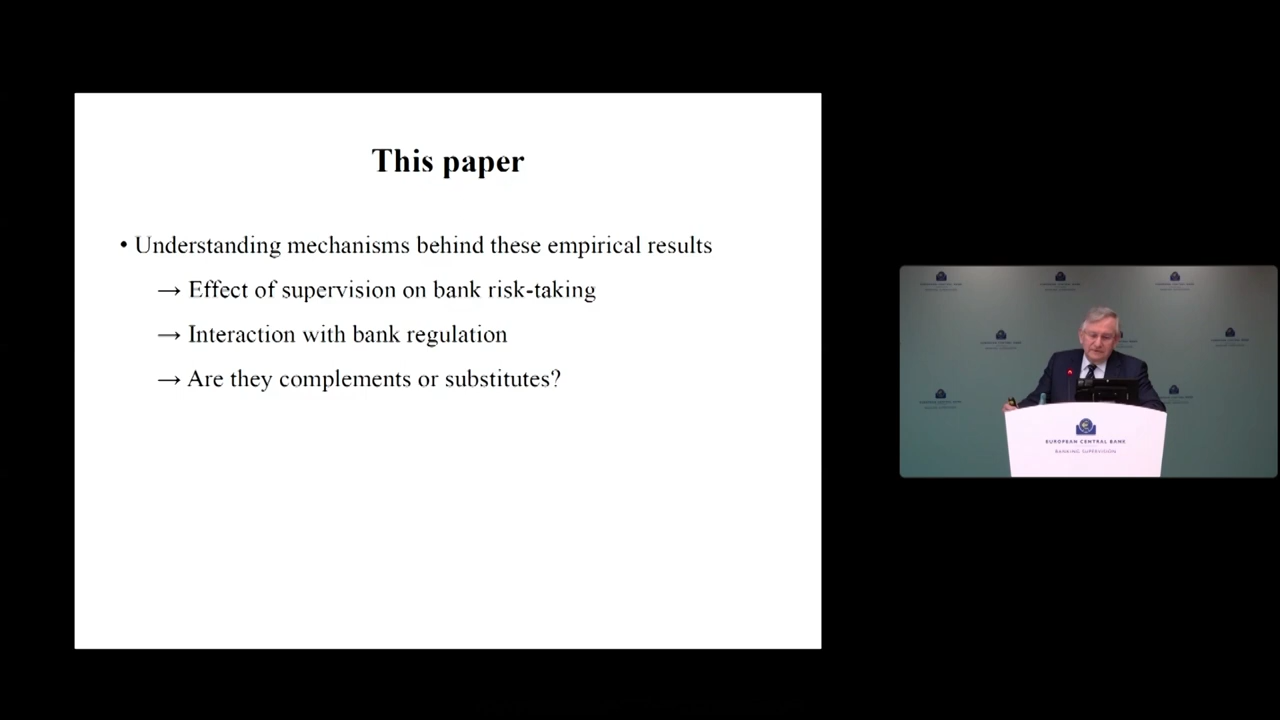 This paper
• Understanding mechanisms behind these empirical results
→ Effect of supervision on bank risk-taking
→ Interaction with bank regulation
→ Are they complements or substitutes?
EUROPEAN CENTRAL BANK
BANKING SUPERVISION